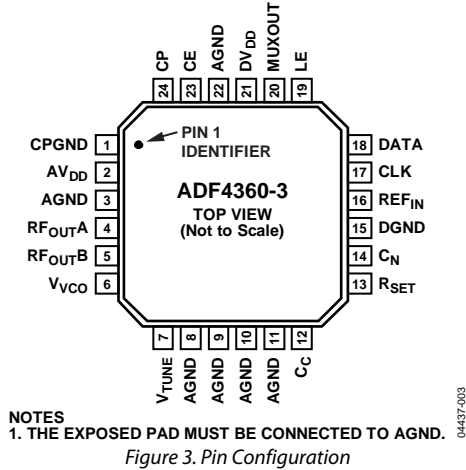 CP
CE
AGND
DVDD
MUXOUT
LE
24
23
22
21
20
19
PIN 1
IDENTIFIER
CPGND 1
AVDD 2
AGND 3
RFOUTA 4
RFOUTB 5
VVCO 6
ADF4360-3
TOP VIEW
(Not to Scale)
18 DATA
17 CLK
16 REFIN
15 DGND
14 CN
13 RSET
7
8
9
10
11
12
VTUNE
AGND
AGND
AGND
AGND
CC
NOTES
1. THE EXPOSED PAD MUST BE CONNECTED TO AGND.
04437-003
Figure 3. Pin Configuration